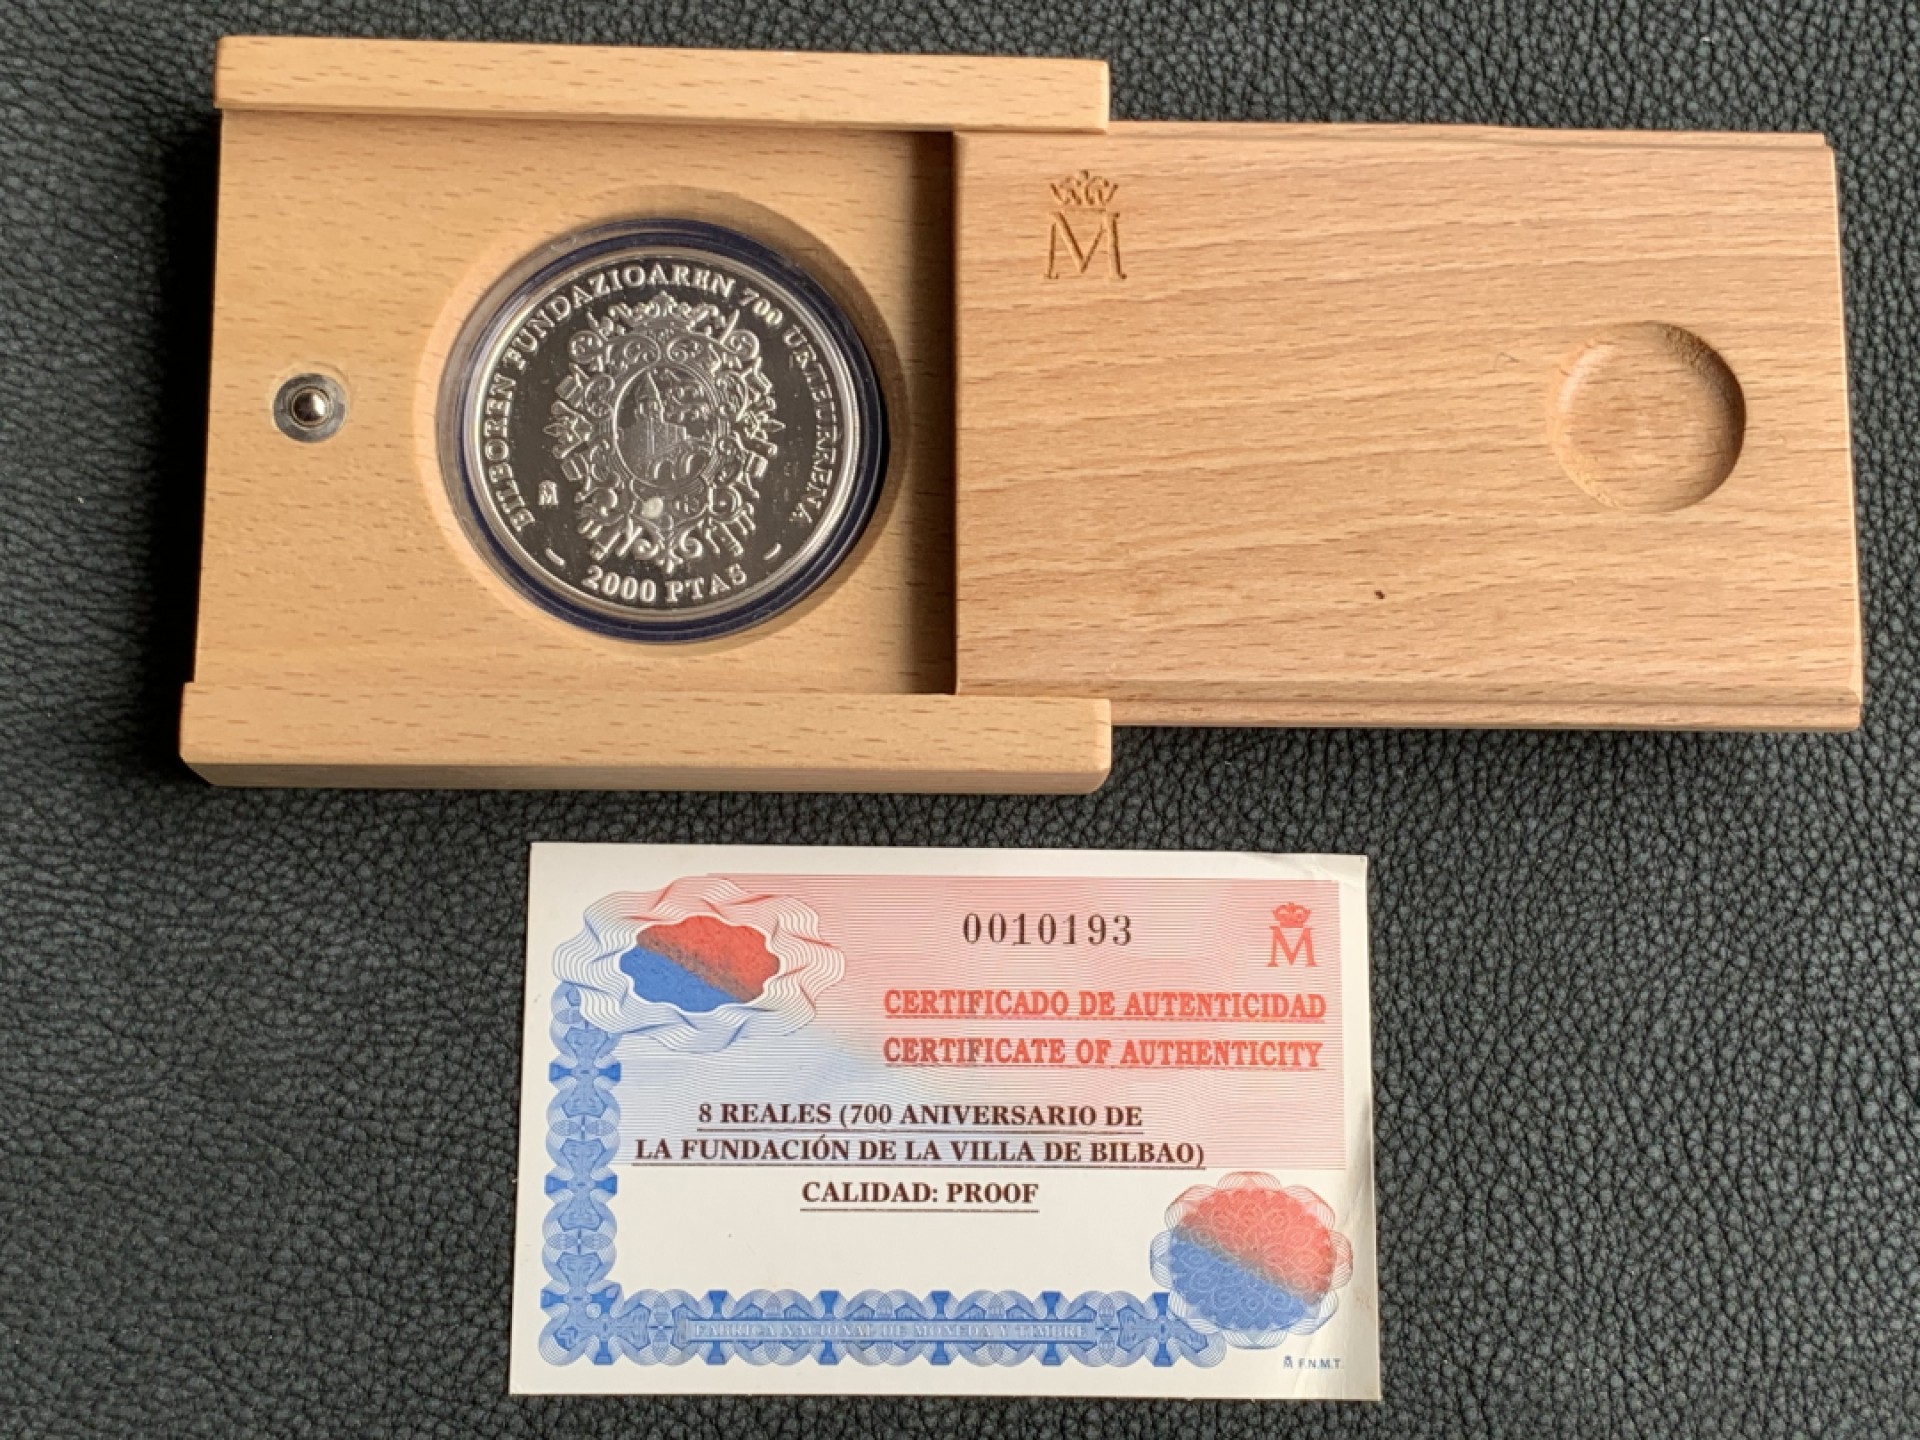 BILBOREN FUNDAZIOAREN 700 URTEURRENA
M
2000 PTAS
M
0010193
M
CERTIFICADO DE AUTENTICIDAD
CERTIFICATE OF AUTHENTICITY
8 REALES (700 ANIVERSARIO DE
LA FUNDACIÓN DE LA VILLA DE BILBAO)
CALIDAD: PROOF
FABRICA NACIONAL DE MONEDA Y TIMBRE
M F.N.M.T.